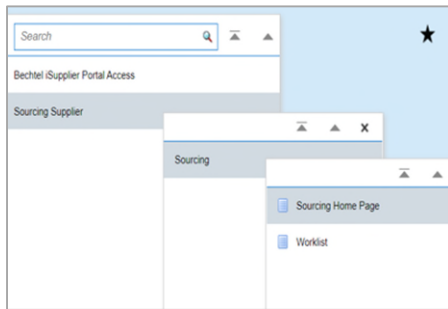 Search
Bechtel iSupplier Portal Access
Sourcing Supplier
Sourcing
Sourcing Home Page
Worklist